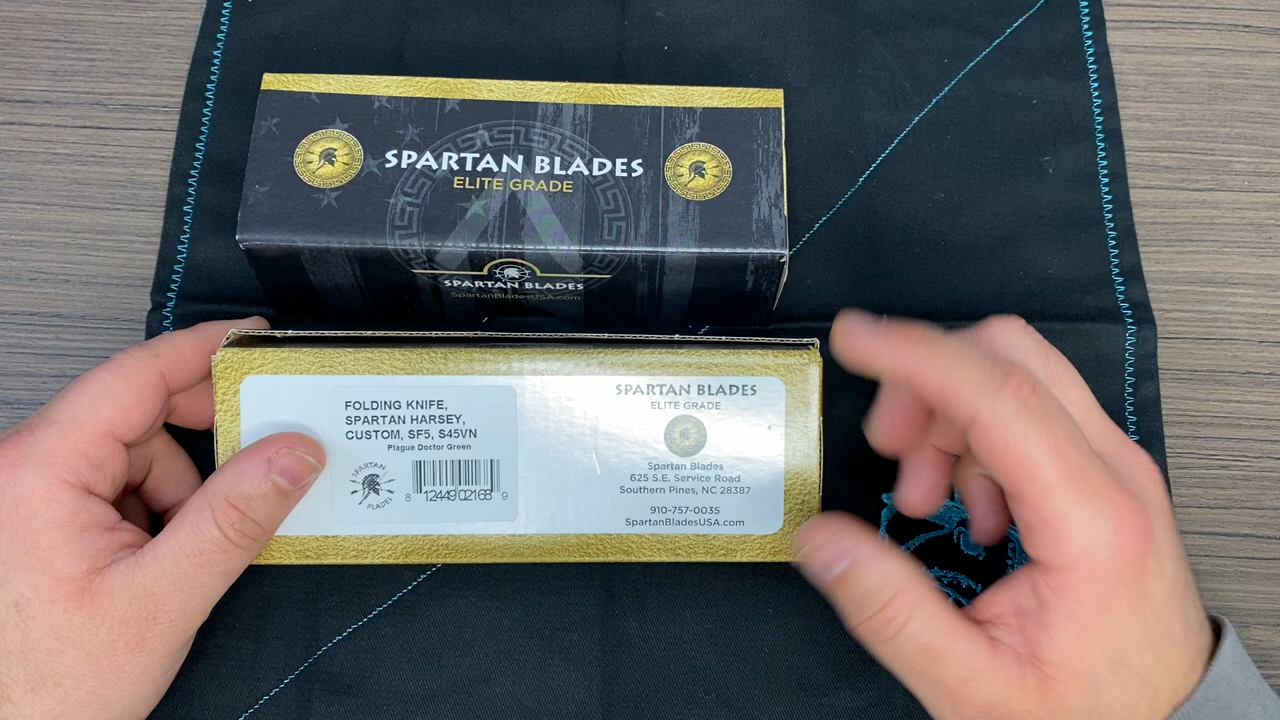 SPARTAN BLADES
ELITE GRADE
SPARTAN BLADES
SpartanBladesUSA.com
FOLDING KNIFE,
SPARTAN HARSEY,
CUSTOM, SF5, S45VN
Plague Doctor Green
SPARTAN
BLADES
8 12449 02168 9
SPARTAN BLADES
ELITE GRADE
Spartan Blades
625 S.E. Service Road
Southern Pines, NC 28387
910-757-0035
SpartanBladesUSA.com